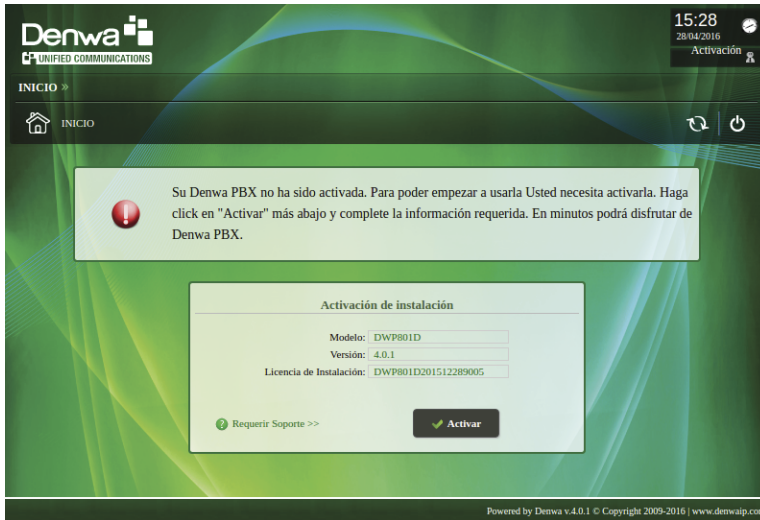 Denwa
UNIFIED COMMUNICATIONS
15:28
28/04/2016
Activación
INICIO »
INICIO
Su Denwa PBX no ha sido activada. Para poder empezar a usarla Usted necesita activarla. Haga
click en "Activar" más abajo y complete la información requerida. En minutos podrá disfrutar de
Denwa PBX.
Activación de instalación
Modelo: DWP801D
Versión: 4.0.1
Licencia de Instalación: DWP801D201512289005
? Requerir Soporte >>
Activar
Powered by Denwa v.4.0.1 © Copyright 2009-2016 | www.denwaip.co